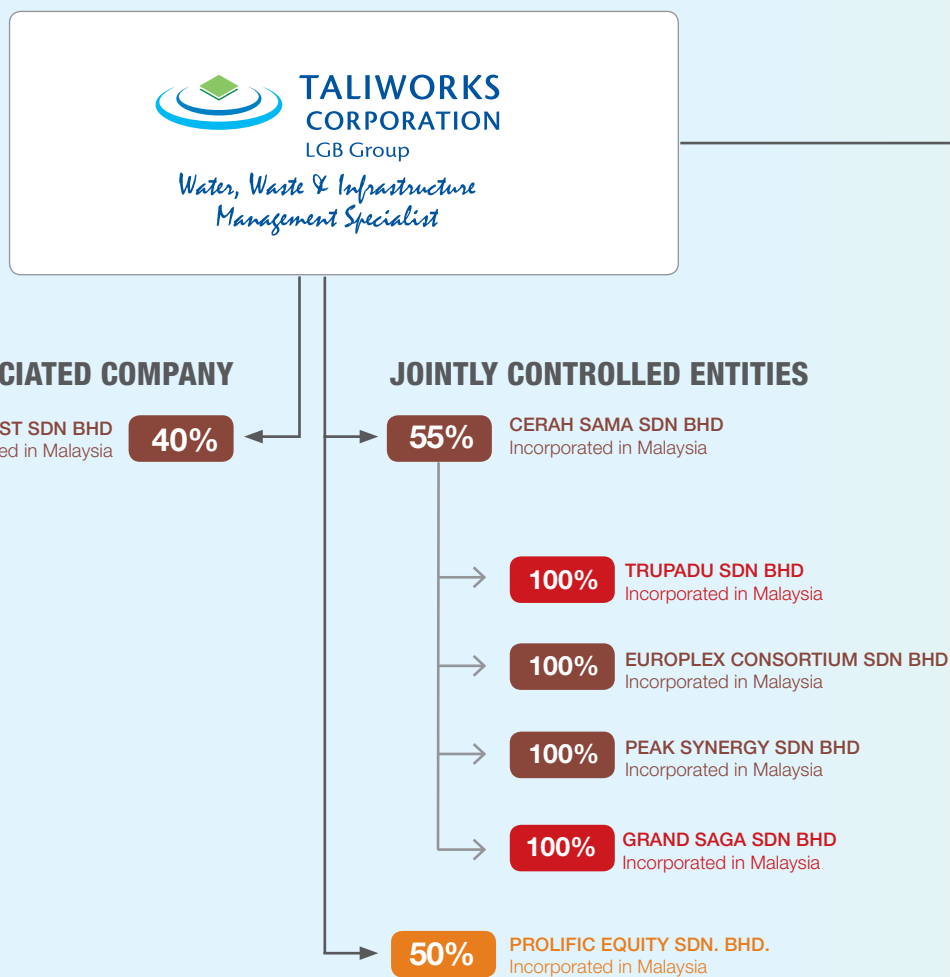 TALIWORKS
CORPORATION
LGB Group
Water, Waste & Infrastructure
Management Specialist
COMPANY
SDN BHD
in Malaysia
40%
JOINTLY CONTROLLED ENTITIES
55%
CERAH SAMA SDN BHD
Incorporated in Malaysia
100%
TRUPADU SDN BHD
Incorporated in Malaysia
100%
EUROPLEX CONSORTIUM SDN BHD
Incorporated in Malaysia
100%
PEAK SYNERGY SDN BHD
Incorporated in Malaysia
100%
GRAND SAGA SDN BHD
Incorporated in Malaysia
50%
PROLIFIC EQUITY SDN. BHD.
Incorporated in Malaysia